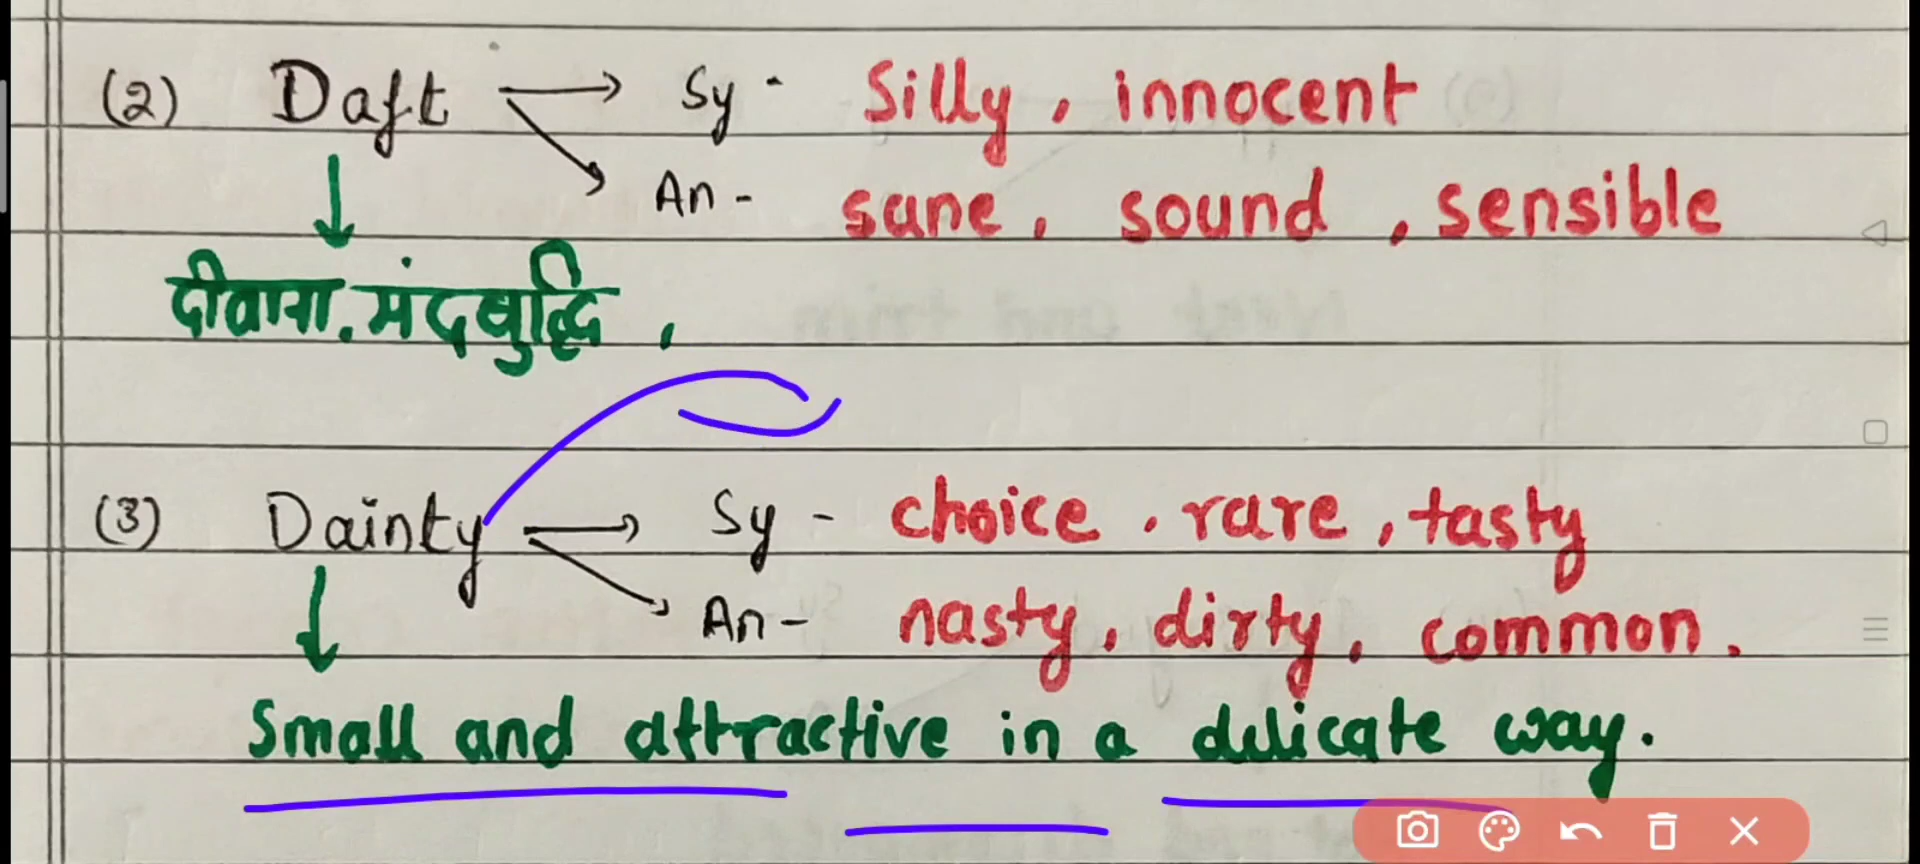 (2) Daft → Sy - Silly, innocent
An - sane, sound, sensible
दीवाना, मंदबुद्धि,
(3) Dainty → Sy - choice, rare, tasty
An - nasty, dirty, common.
Small and attractive in a delicate way.